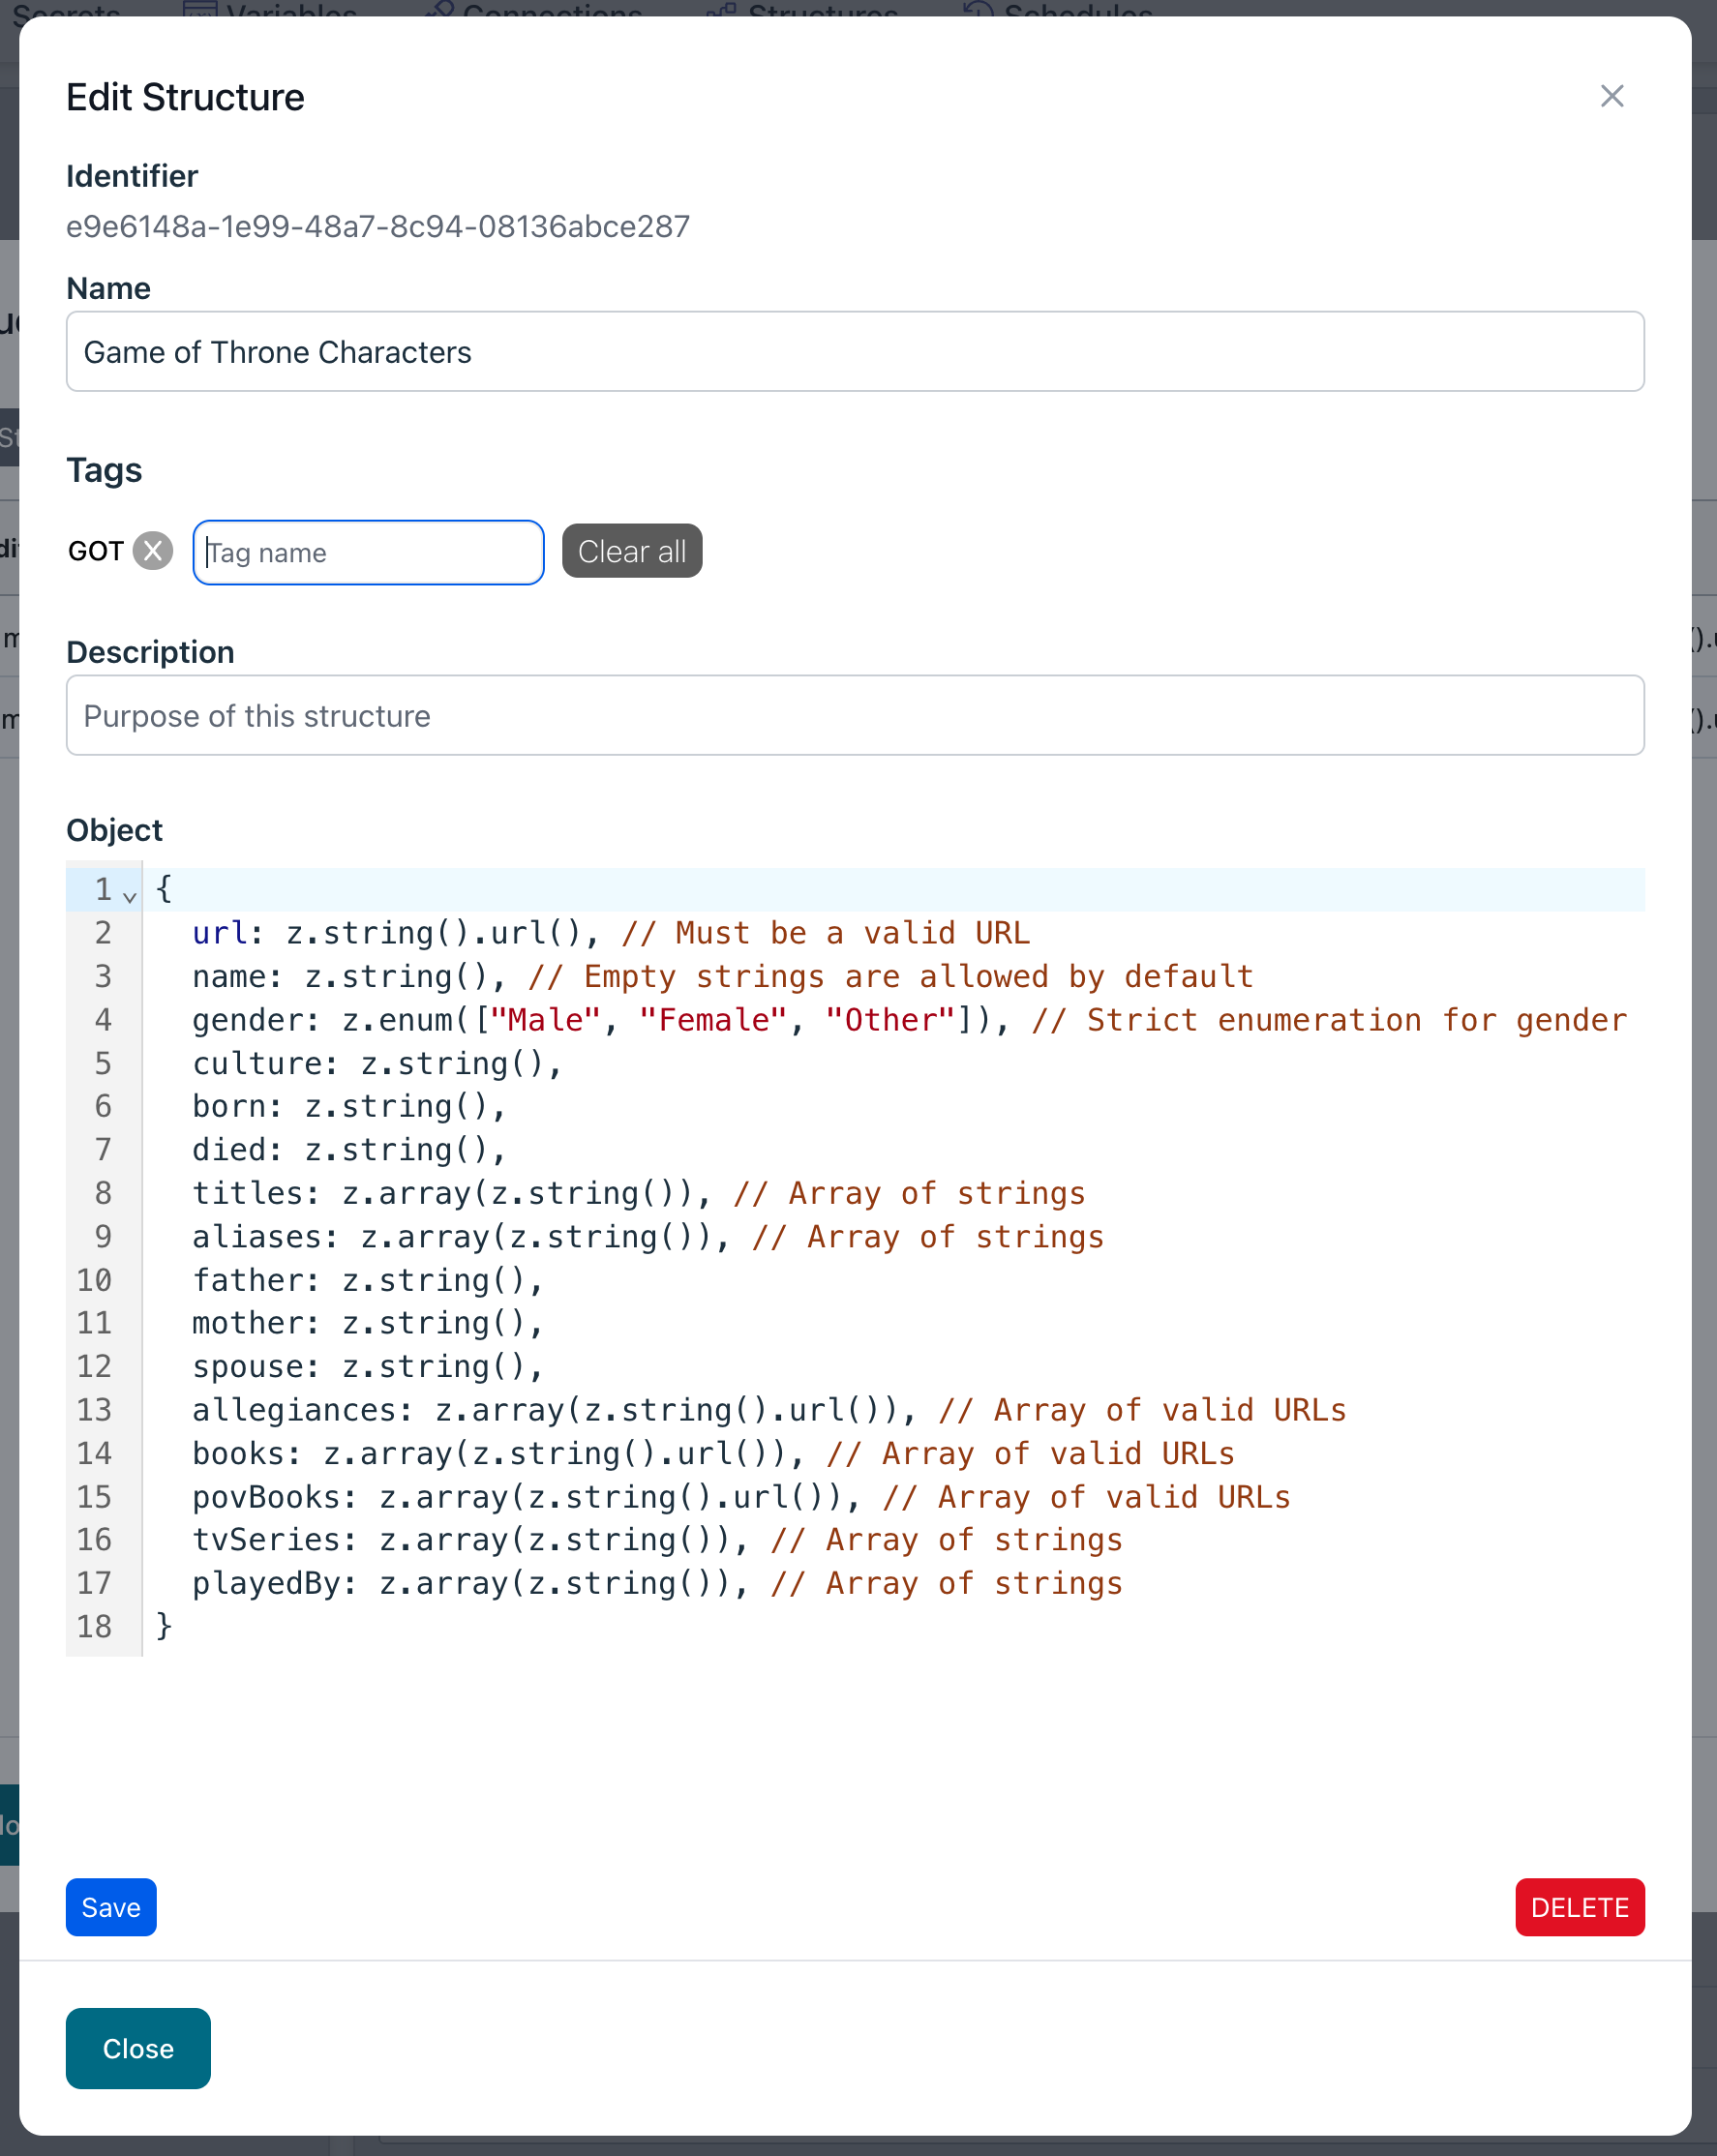 Secrets Variables Connections Structures Schedules
Edit Structure
Identifier
e9e6148a-1e99-48a7-8c94-08136abce287
Name
Game of Throne Characters
Tags
GOT X Tag name Clear all
Description
Purpose of this structure
Object
1 {
2 url: z.string().url(), // Must be a valid URL
3 name: z.string(), // Empty strings are allowed by default
4 gender: z.enum(["Male", "Female", "Other"]), // Strict enumeration for gender
5 culture: z.string(),
6 born: z.string(),
7 died: z.string(),
8 titles: z.array(z.string()), // Array of strings
9 aliases: z.array(z.string()), // Array of strings
10 father: z.string(),
11 mother: z.string(),
12 spouse: z.string(),
13 allegiances: z.array(z.string().url()), // Array of valid URLs
14 books: z.array(z.string().url()), // Array of valid URLs
15 povBooks: z.array(z.string().url()), // Array of valid URLs
16 tvSeries: z.array(z.string()), // Array of strings
17 playedBy: z.array(z.string()), // Array of strings
18 }
Save DELETE
Close